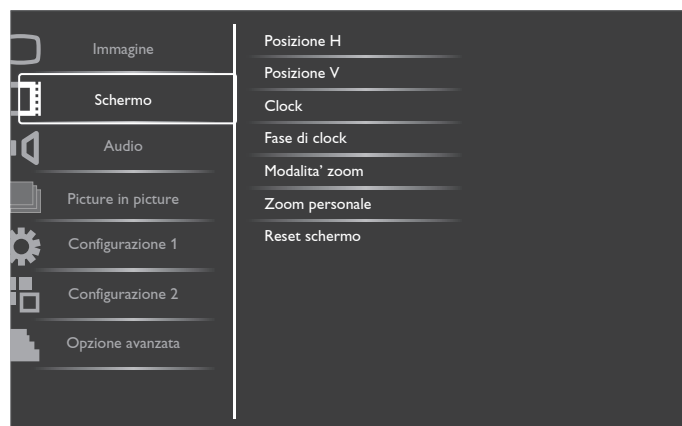 Immagine
Schermo
Audio
Picture in picture
Configurazione 1
Configurazione 2
Opzione avanzata
Posizione H
Posizione V
Clock
Fase di clock
Modalita’ zoom
Zoom personale
Reset schermo